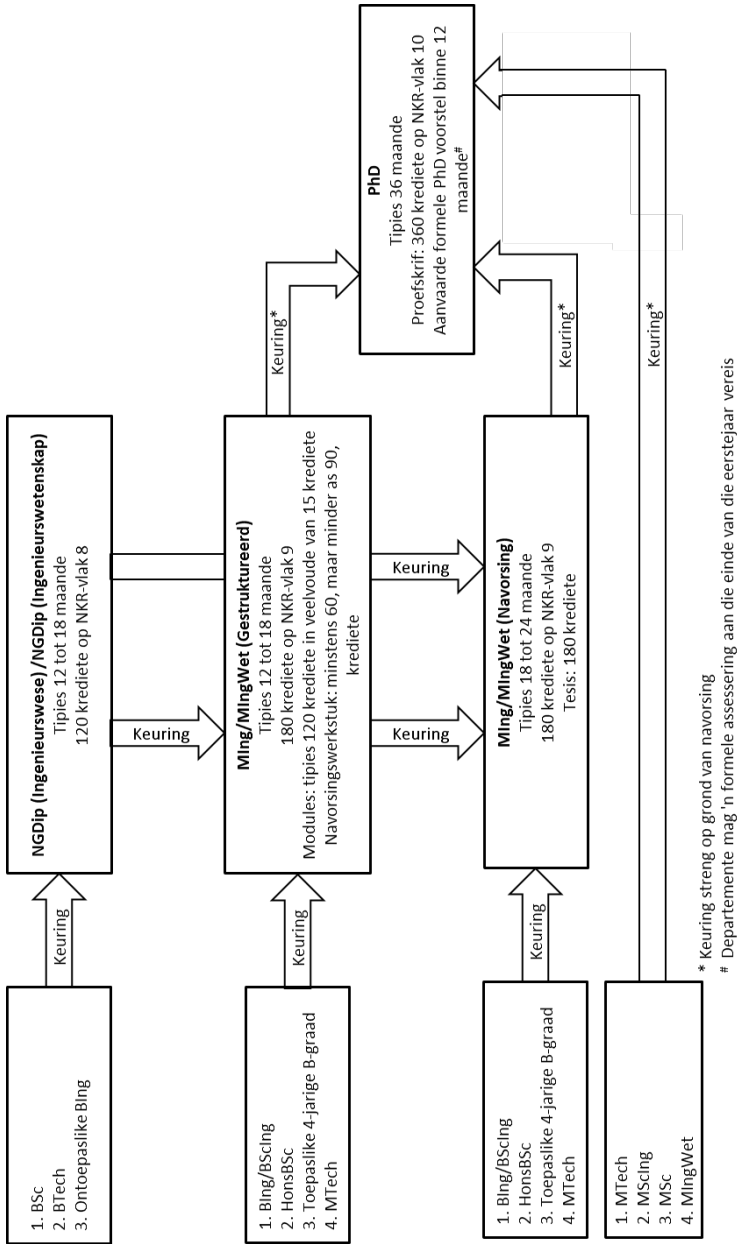 1. BSc
2. BTech
3. Ontoepaslike BIng
Keuring
NGDip (Ingenieurswese)/NGDip (Ingenieurswetenskap)
Tipies 12 tot 18 maande
120 krediete op NKR-vlak 8
Keuring
1. BIng/BScIng
2. HonsBSc
3. Toepaslike 4-jarige B-graad
4. MTech
Keuring
MIng/MIngWet (Gestruktureerd)
Tipies 12 tot 18 maande
180 krediete op NKR-vlak 9
Modules: tipies 120 krediete in veelvoude van 15 krediete
Navorsingswerkstuk: minstens 60, maar minder as 90,
krediete
Keuring*
Keuring
Keuring
PhD
Tipies 36 maande
Proefskrif: 360 krediete op NKR-vlak 10
Aanvaarde formele PhD voorstel binne 12
maande#
1. BIng/BScIng
2. HonsBSc
3. Toepaslike 4-jarige B-graad
4. MTech
Keuring
MIng/MIngWet (Navorsing)
Tipies 18 tot 24 maande
180 krediete op NKR-vlak 9
Tesis: 180 krediete
Keuring*
1. MTech
2. MScIng
3. MSc
4. MIngWet
Keuring*
* Keuring streng op grond van navorsing
# Departemente mag 'n formele assessering aan die einde van die eerstejaar vereis